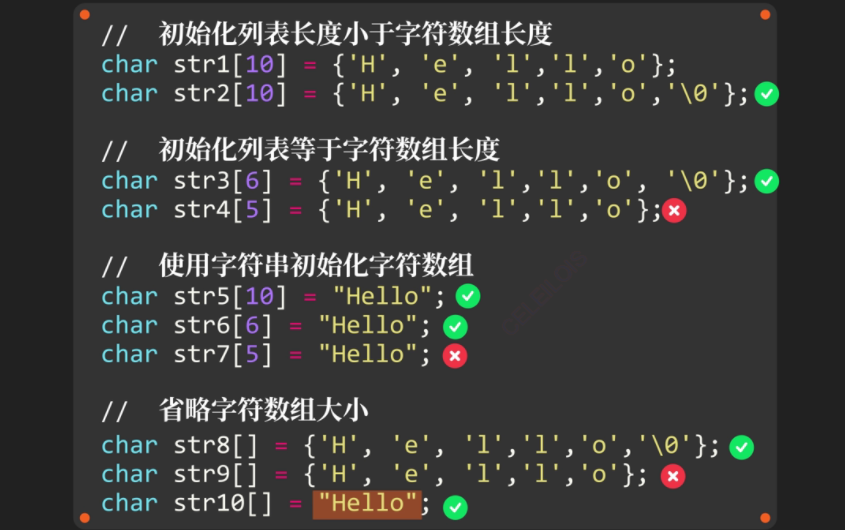 // 初始化列表长度小于字符数组长度
char str1[10] = {'H', 'e', 'l','l','o'};
char str2[10] = {'H', 'e', 'l','l','o','\0'};
// 初始化列表等于字符数组长度
char str3[6] = {'H', 'e', 'l','l','o', '\0'};
char str4[5] = {'H', 'e', 'l','l','o'};
// 使用字符串初始化字符数组
char str5[10] = "Hello";
char str6[6] = "Hello";
char str7[5] = "Hello";
// 省略字符数组大小
char str8[] = {'H', 'e', 'l','l','o','\0'};
char str9[] = {'H', 'e', 'l','l','o'};
char str10[] = "Hello";